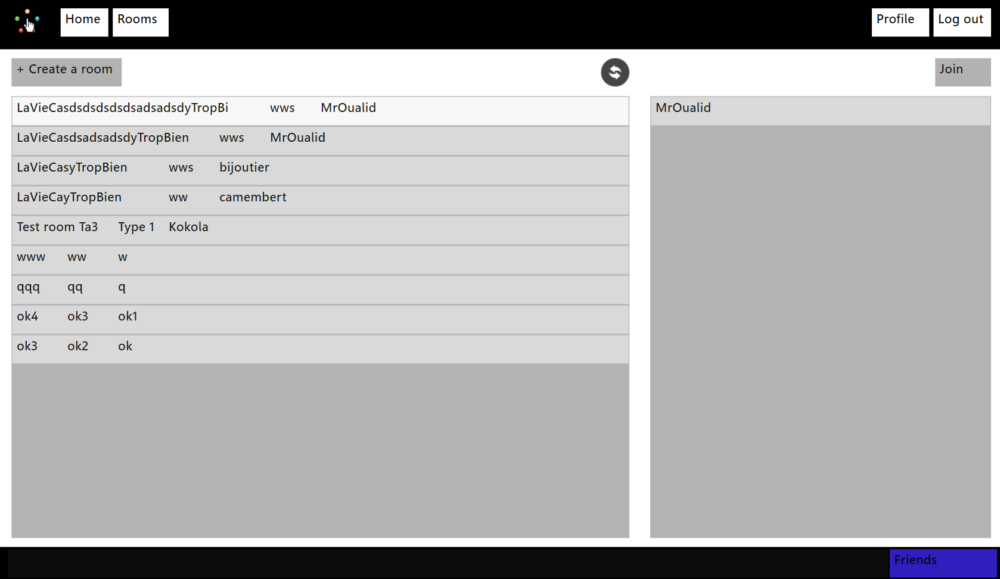 Home Rooms Profile Log out
+ Create a room Join
LaVieCasdsdsdsdsdsadsadsdyTropBi wws MrOualid
MrOualid
LaVieCasdsadsadsdyTropBien wws MrOualid
LaVieCasyTropBien wws bijoutier
LaVieCayTropBien ww camembert
Test room Ta3 Type 1 Kokola
www ww w
qqq qq q
ok4 ok3 ok1
ok3 ok2 ok
Friends